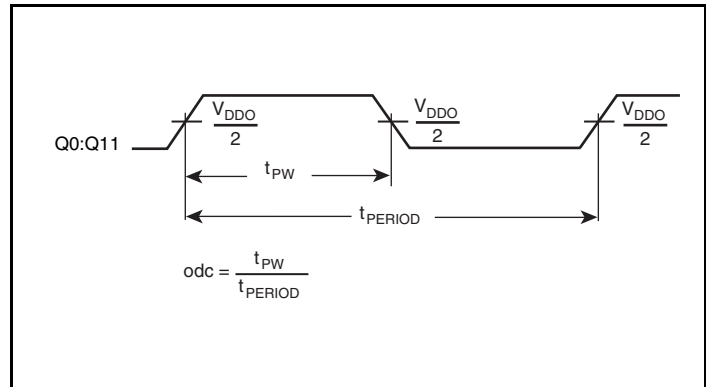 V_DDO/2 V_DDO/2 V_DDO/2
Q0:Q11
t_PW
t_PERIOD
odc = t_PW/t_PERIOD